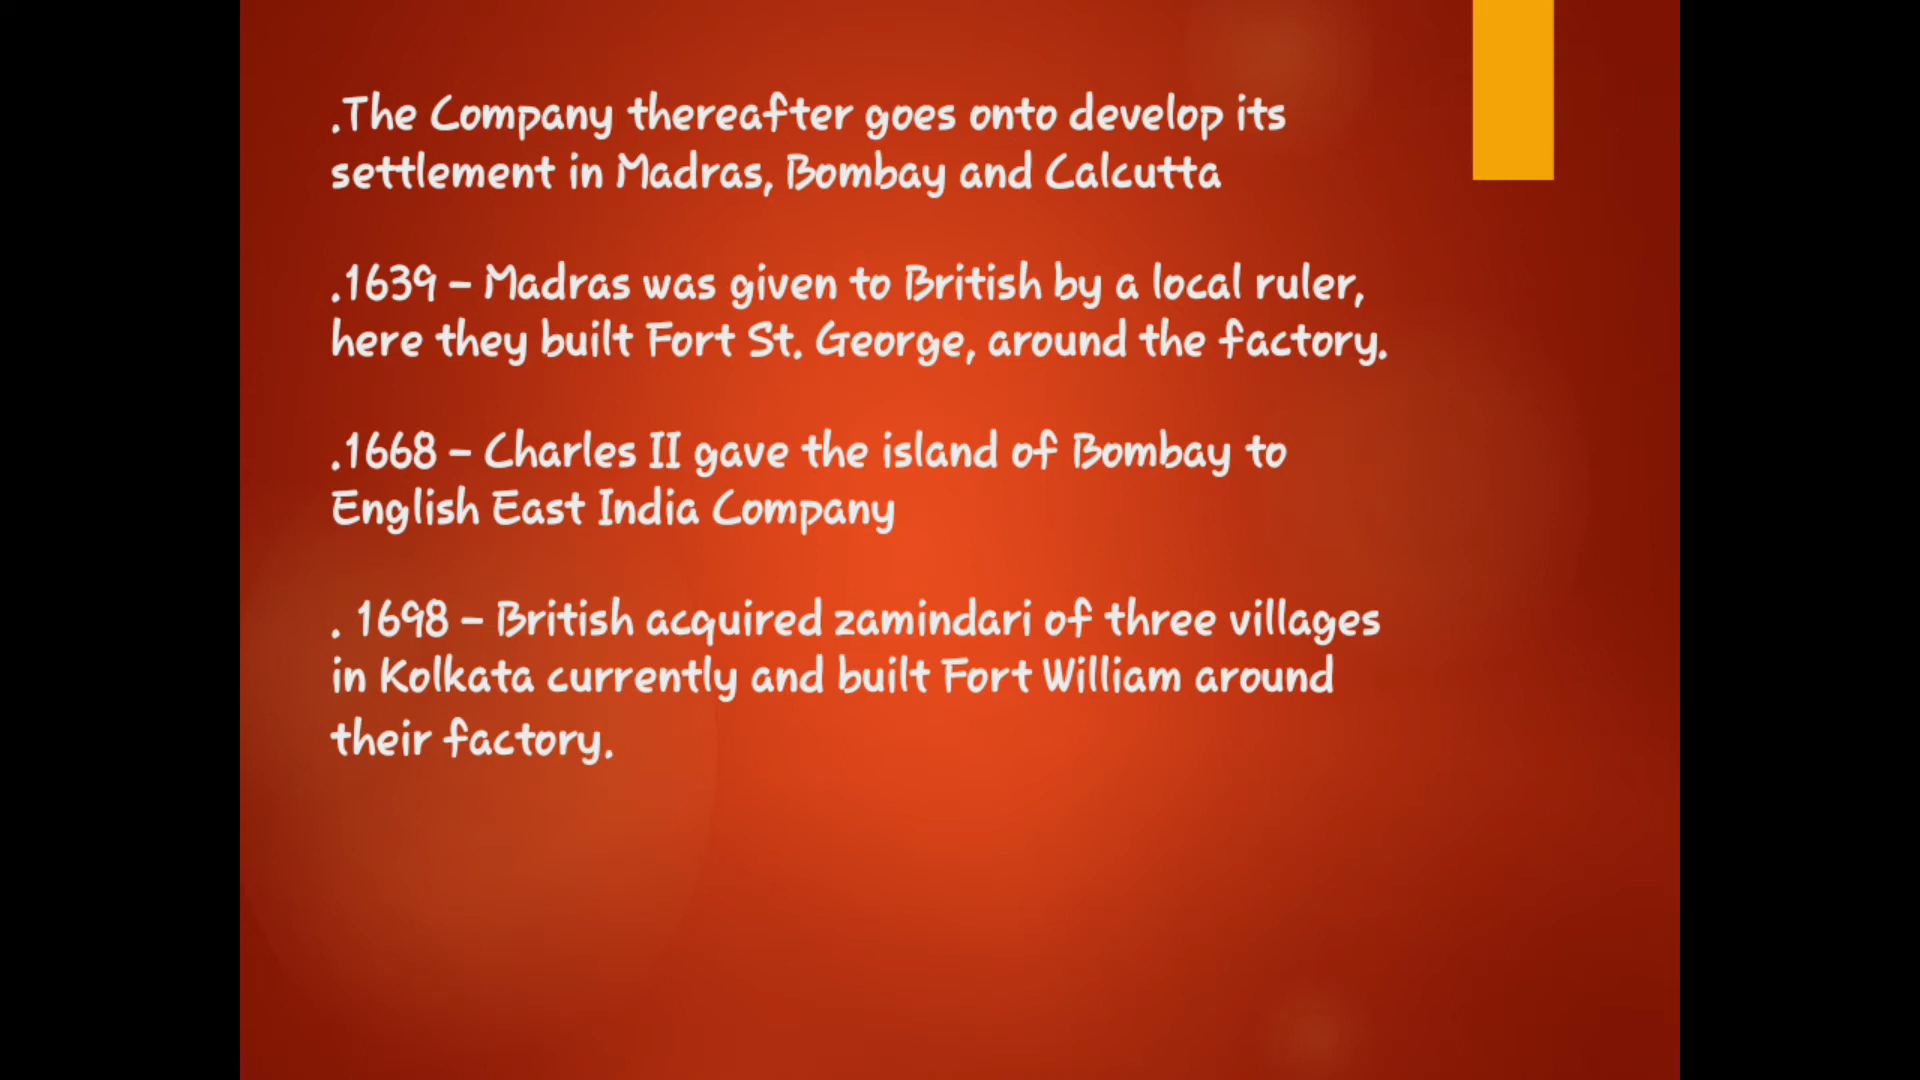 .The Company thereafter goes onto develop its
settlement in Madras, Bombay and Calcutta
.1639 – Madras was given to British by a local ruler,
here they built Fort St. George, around the factory.
.1668 – Charles II gave the island of Bombay to
English East India Company
. 1698 – British acquired zamindari of three villages
in Kolkata currently and built Fort William around
their factory.